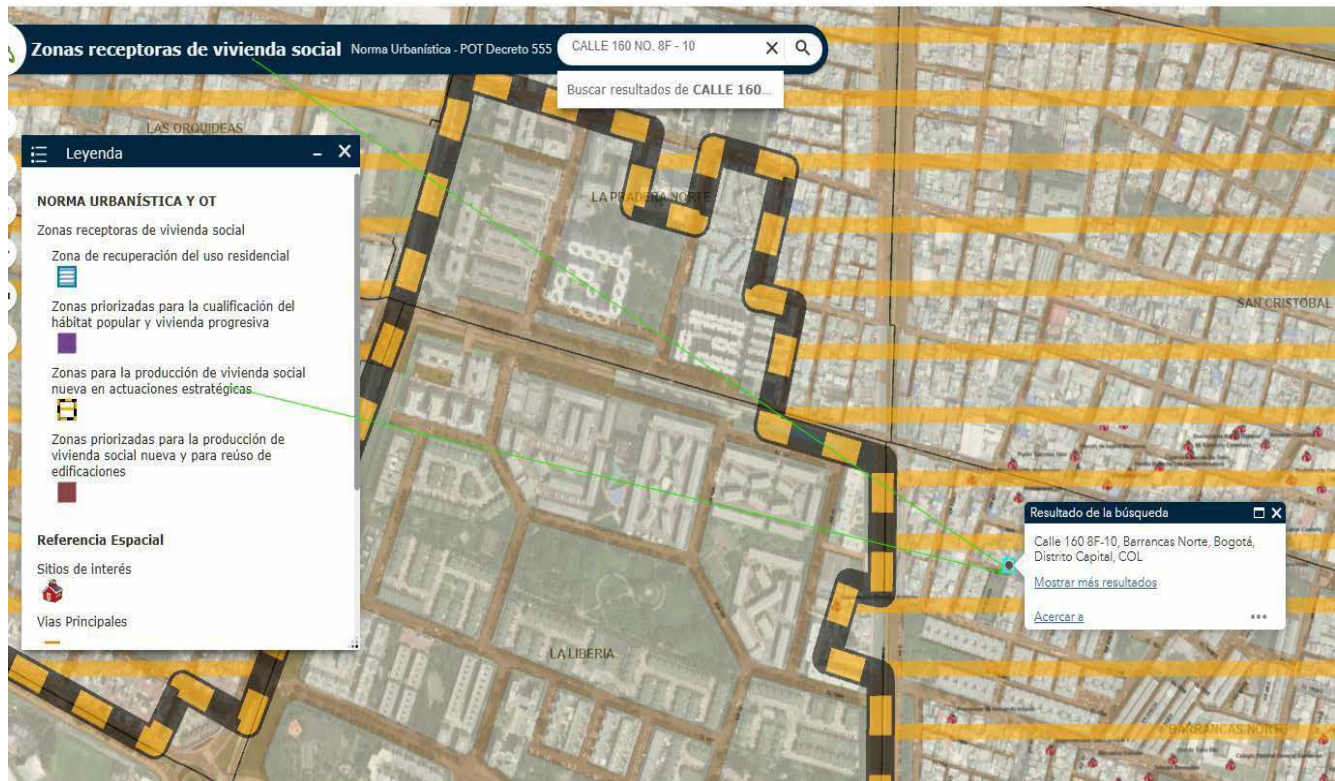 Zonas receptoras de vivienda social Norma Urbanística - POT Decreto 555
CALLE 160 NO. 8F - 10
Buscar resultados de CALLE 160...
LAS ORQUIDEAS
Leyenda
NORMA URBANÍSTICA Y OT
Zonas receptoras de vivienda social
Zona de recuperación del uso residencial
Zonas priorizadas para la cualificación del
hábitat popular y vivienda progresiva
Zonas para la producción de vivienda social
nueva en actuaciones estratégicas
Zonas priorizadas para la producción de
vivienda social nueva y para reúso de
edificaciones
Referencia Espacial
Sitios de interés
Vias Principales
LA PRADERA NORTE
SAN CRISTOBAL
Resultado de la búsqueda
Calle 160 8F-10, Barrancas Norte, Bogotá,
Distrito Capital, COL
Mostrar más resultados
Acercar a
LA LIBERIA
BARRANCAS NORTE